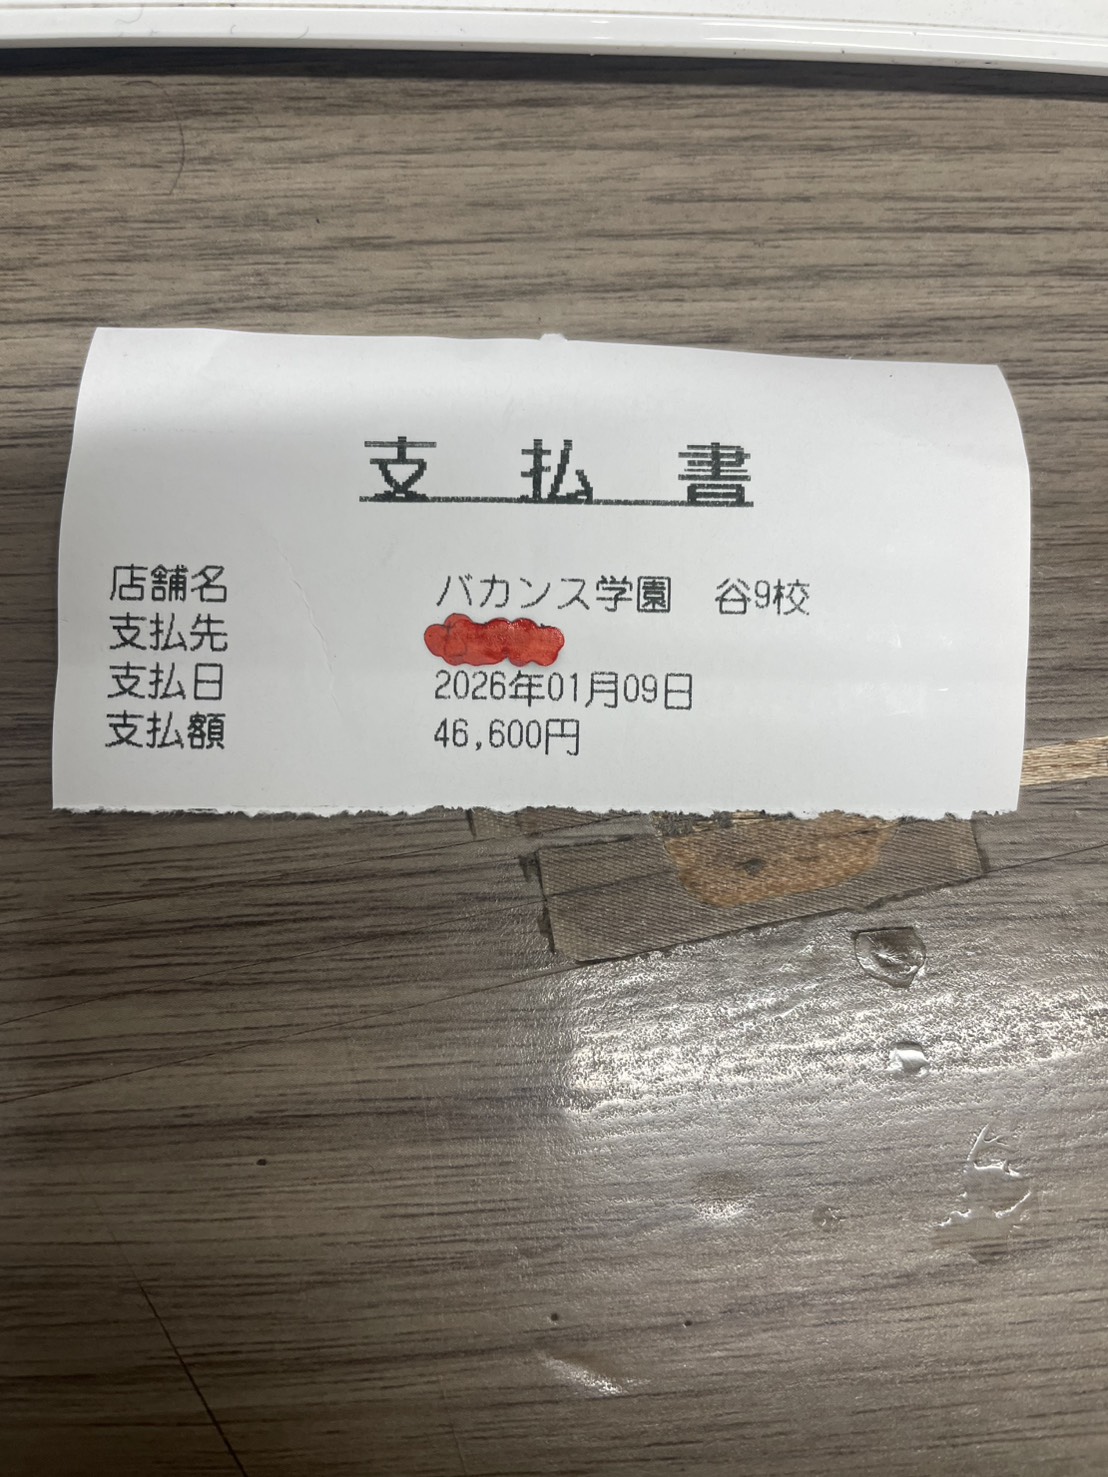 支払書
店舗名 バカンス学園 谷9校
支払先
支払日 2026年01月09日
支払額 46,600円